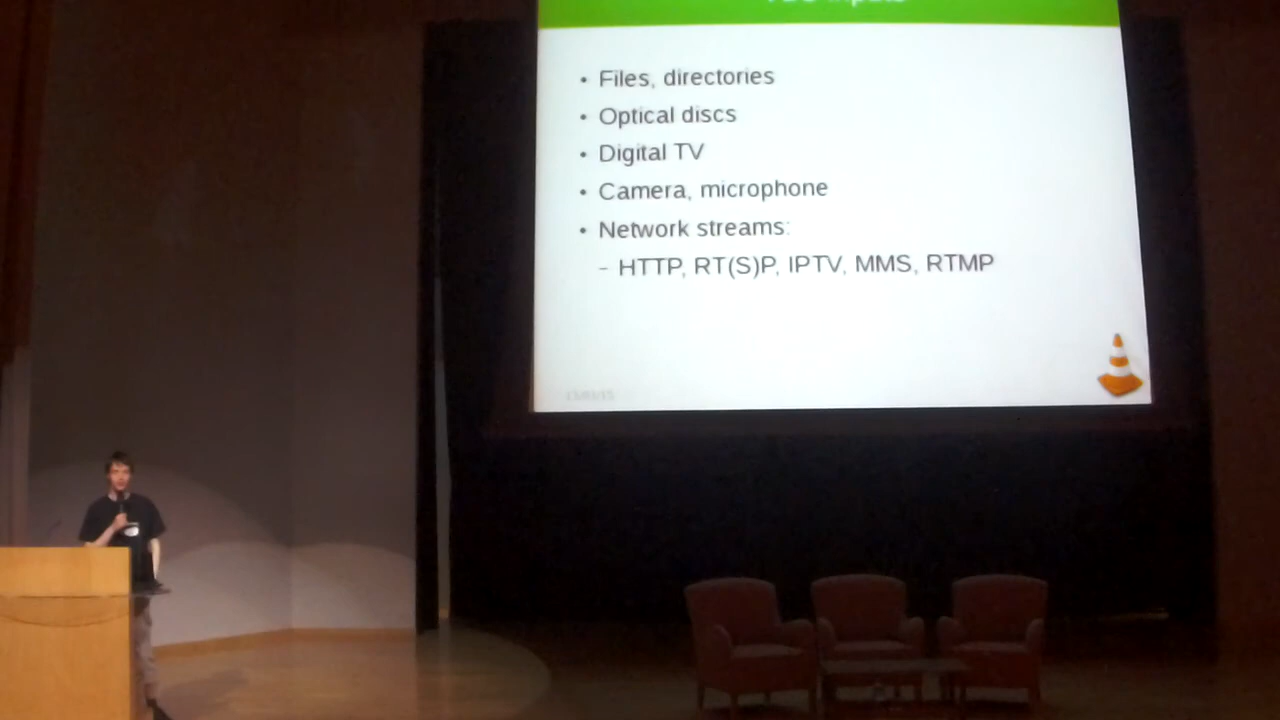 • Files, directories
• Optical discs
• Digital TV
• Camera, microphone
• Network streams:
– HTTP, RT(S)P, IPTV, MMS, RTMP